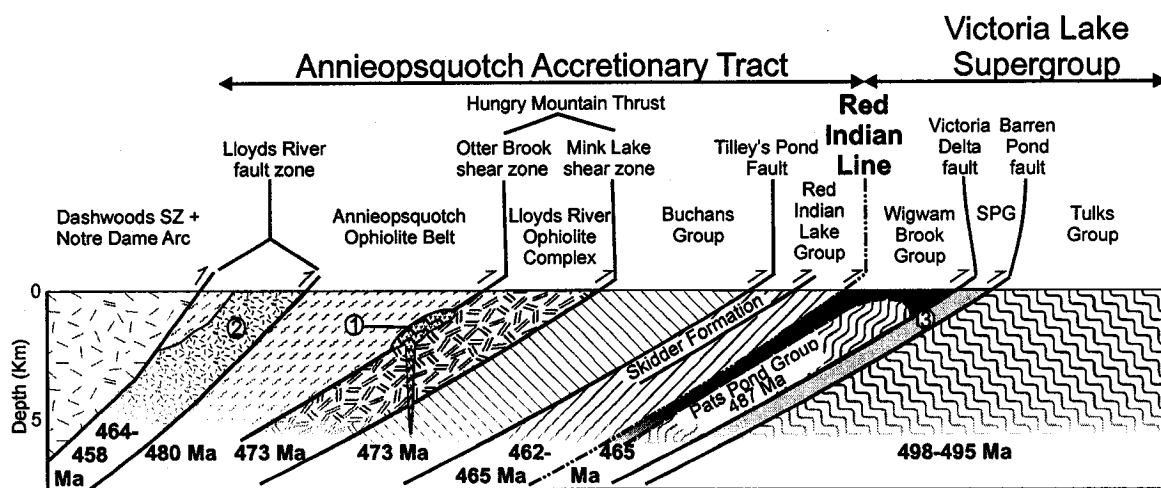 Annieopsquotch Accretionary Tract
Victoria Lake
Supergroup
Hungry Mountain Thrust
Red
Indian
Line
Lloyds River
fault zone
Otter Brook
shear zone
Mink Lake
shear zone
Tilley's Pond
Fault
Victoria
Delta
fault
Barren
Pond
fault
Dashwoods SZ +
Notre Dame Arc
Annieopsquotch
Ophiolite Belt
Lloyds River
Ophiolite
Complex
Buchans
Group
Red
Indian
Lake
Group
Wigwam
Brook
Group
SPG
Tulks
Group
0
5
Depth (Km)
②
①
③
Skidder Formation
Pats Pond Group
487 Ma
464-
458
Ma
480 Ma
473 Ma
473 Ma
465 Ma
462-
465
Ma
498-495 Ma